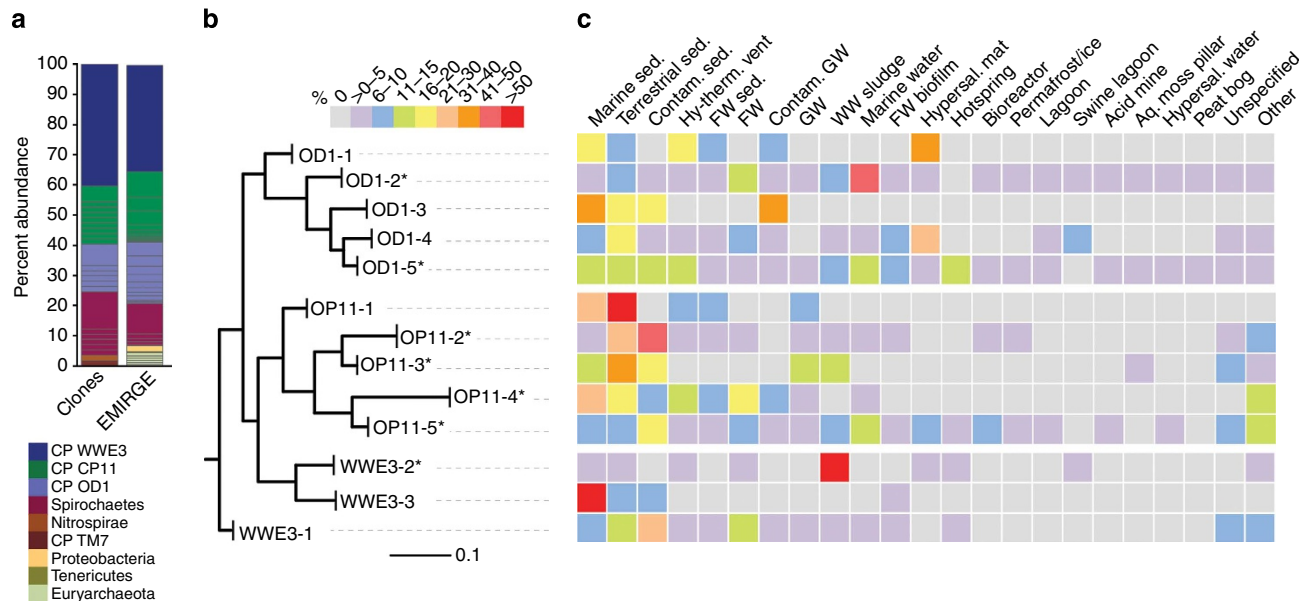 a
100
90
80
70
60
50
40
30
20
10
0
Percent abundance
Clones
EMIRGE
CP WWE3
CP CP11
CP OD1
Spirochaetes
Nitrospirae
CP TM7
Proteobacteria
Tenericutes
Euryarchaeota
b
%
0
>0–5
6–10
11–15
16–20
21–30
31–40
41–50
>50
OD1-1
OD1-2*
OD1-3
OD1-4
OD1-5*
OP11-1
OP11-2*
OP11-3*
OP11-4*
OP11-5*
WWE3-2*
WWE3-3
WWE3-1
0.1
c
Marine sed.
Terrestrial sed.
Contam. sed.
Hy-therm. vent
FW sed.
FW
Contam. GW
GW
WW sludge
Marine water
FW biofilm
Hypersal. mat
Hotspring
Bioreactor
Permafrost/ice
Lagoon
Swine lagoon
Acid mine
Aq. moss pillar
Hypersal. water
Peat bog
Unspecified
Other